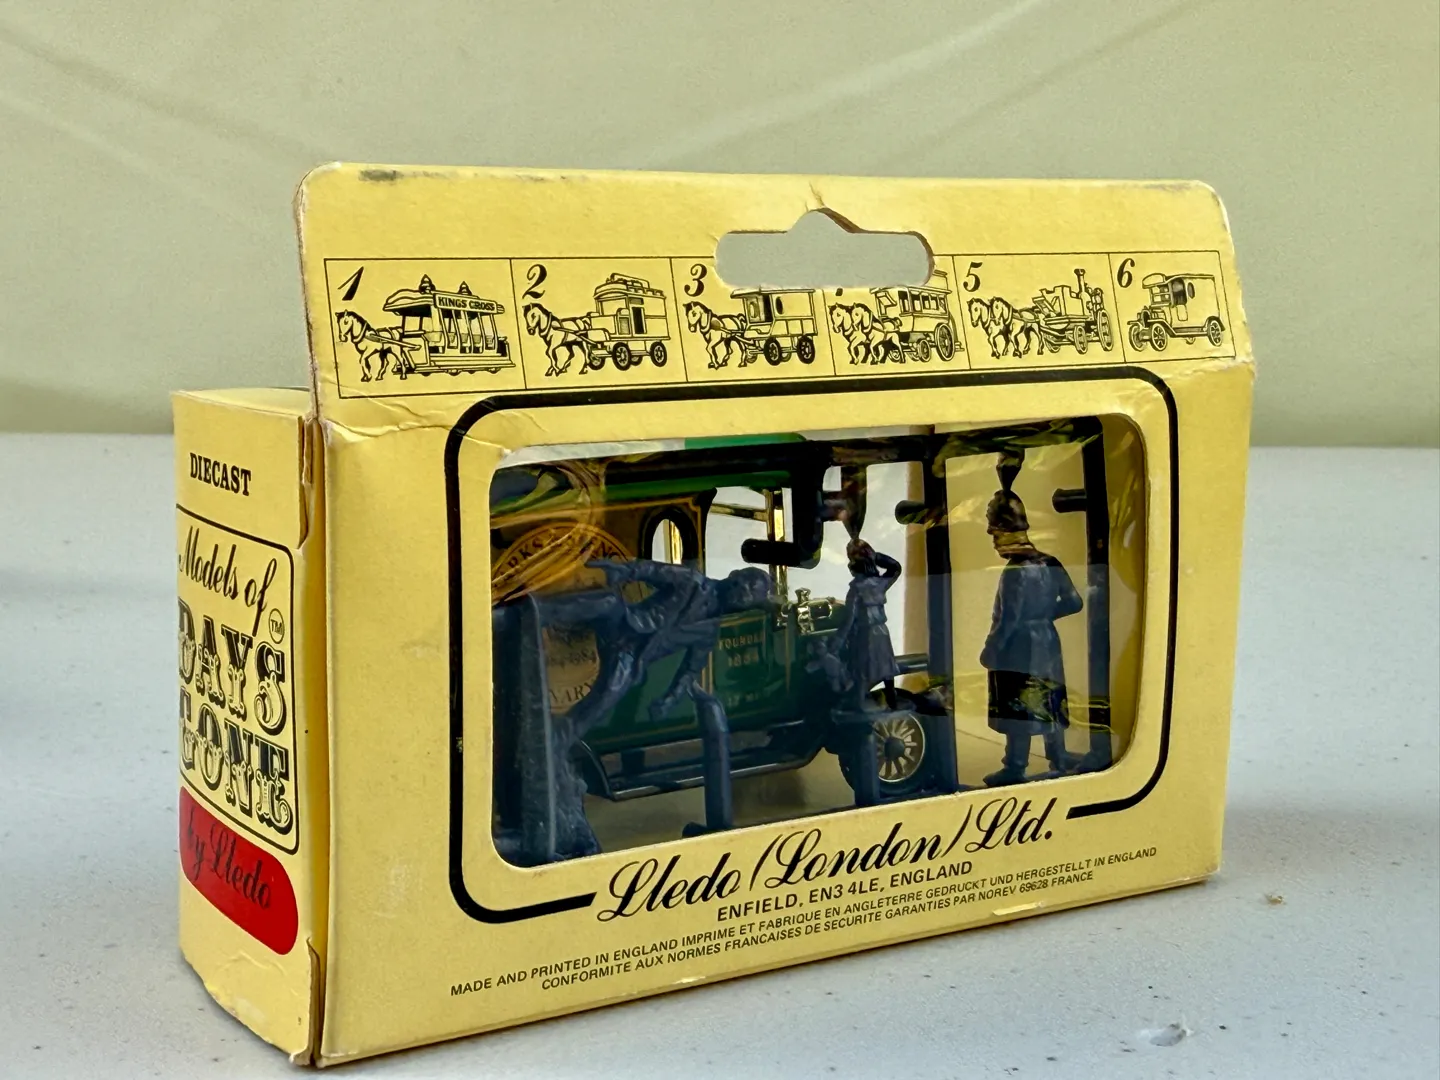 1
2
3
5
6
KINGS CROSS
DIECAST
Models of
DAYS
GONE
TM
by Lledo
FOUNDED
1884
Lledo (London) Ltd.
ENFIELD, EN3 4LE, ENGLAND
MADE AND PRINTED IN ENGLAND IMPRIME ET FABRIQUE EN ANGLETERRE GEDRUCKT UND HERGESTELLT IN ENGLAND
CONFORMITE AUX NORMES FRANCAISES DE SECURITE GARANTIES PAR NOREV 69628 FRANCE